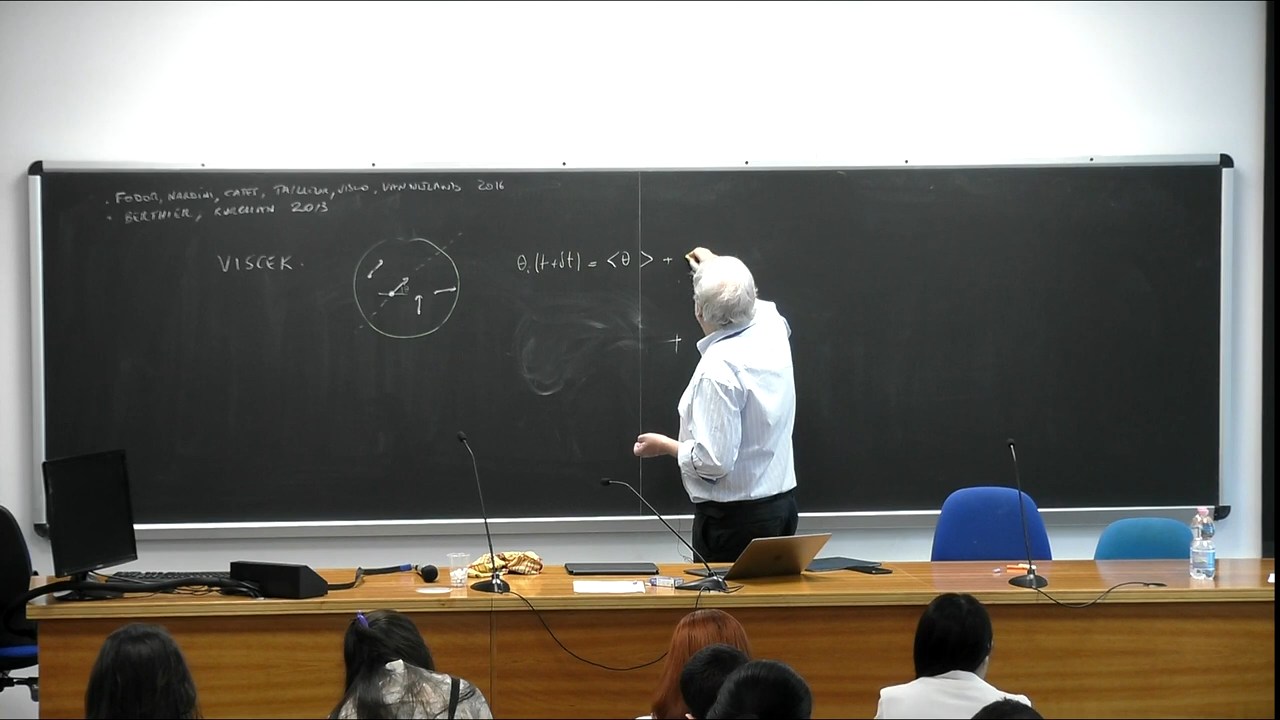 . FODOR, NARDINI, CATES, TAILLEUR, VISCO, VAN WIJLAND 2016
. BERTHIER, KURCHAN 2013
VISCEK.
θᵢ(t+δt) = <θ> +
+